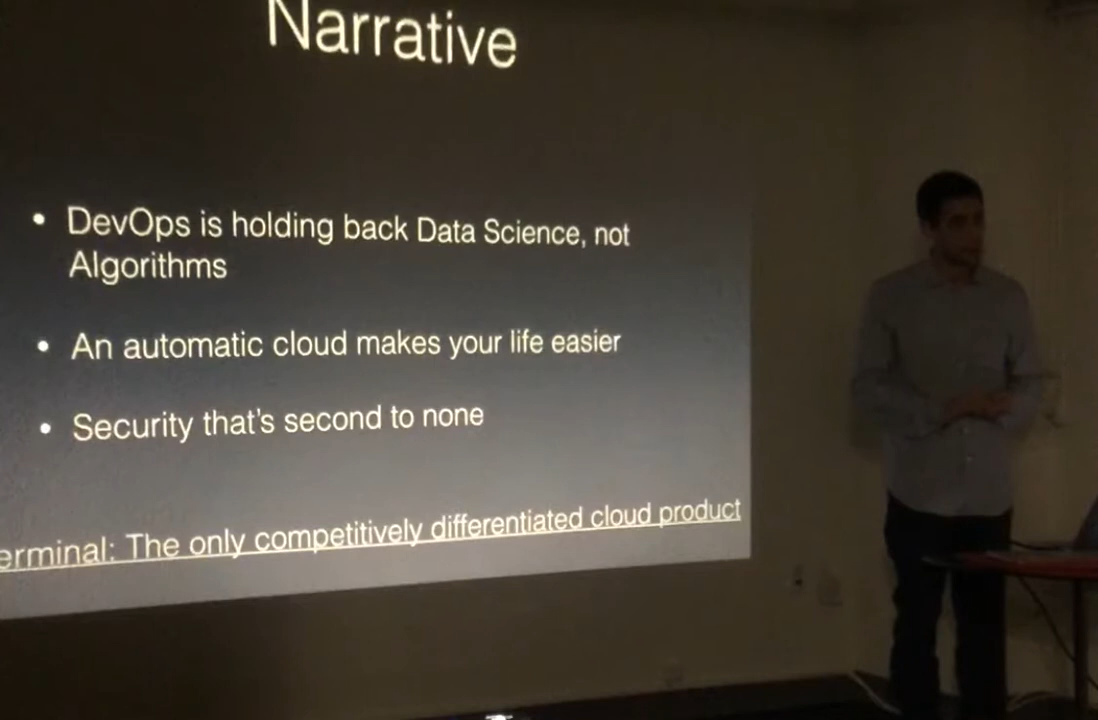 Narrative
• DevOps is holding back Data Science, not
Algorithms
• An automatic cloud makes your life easier
• Security that's second to none
erminal: The only competitively differentiated cloud product